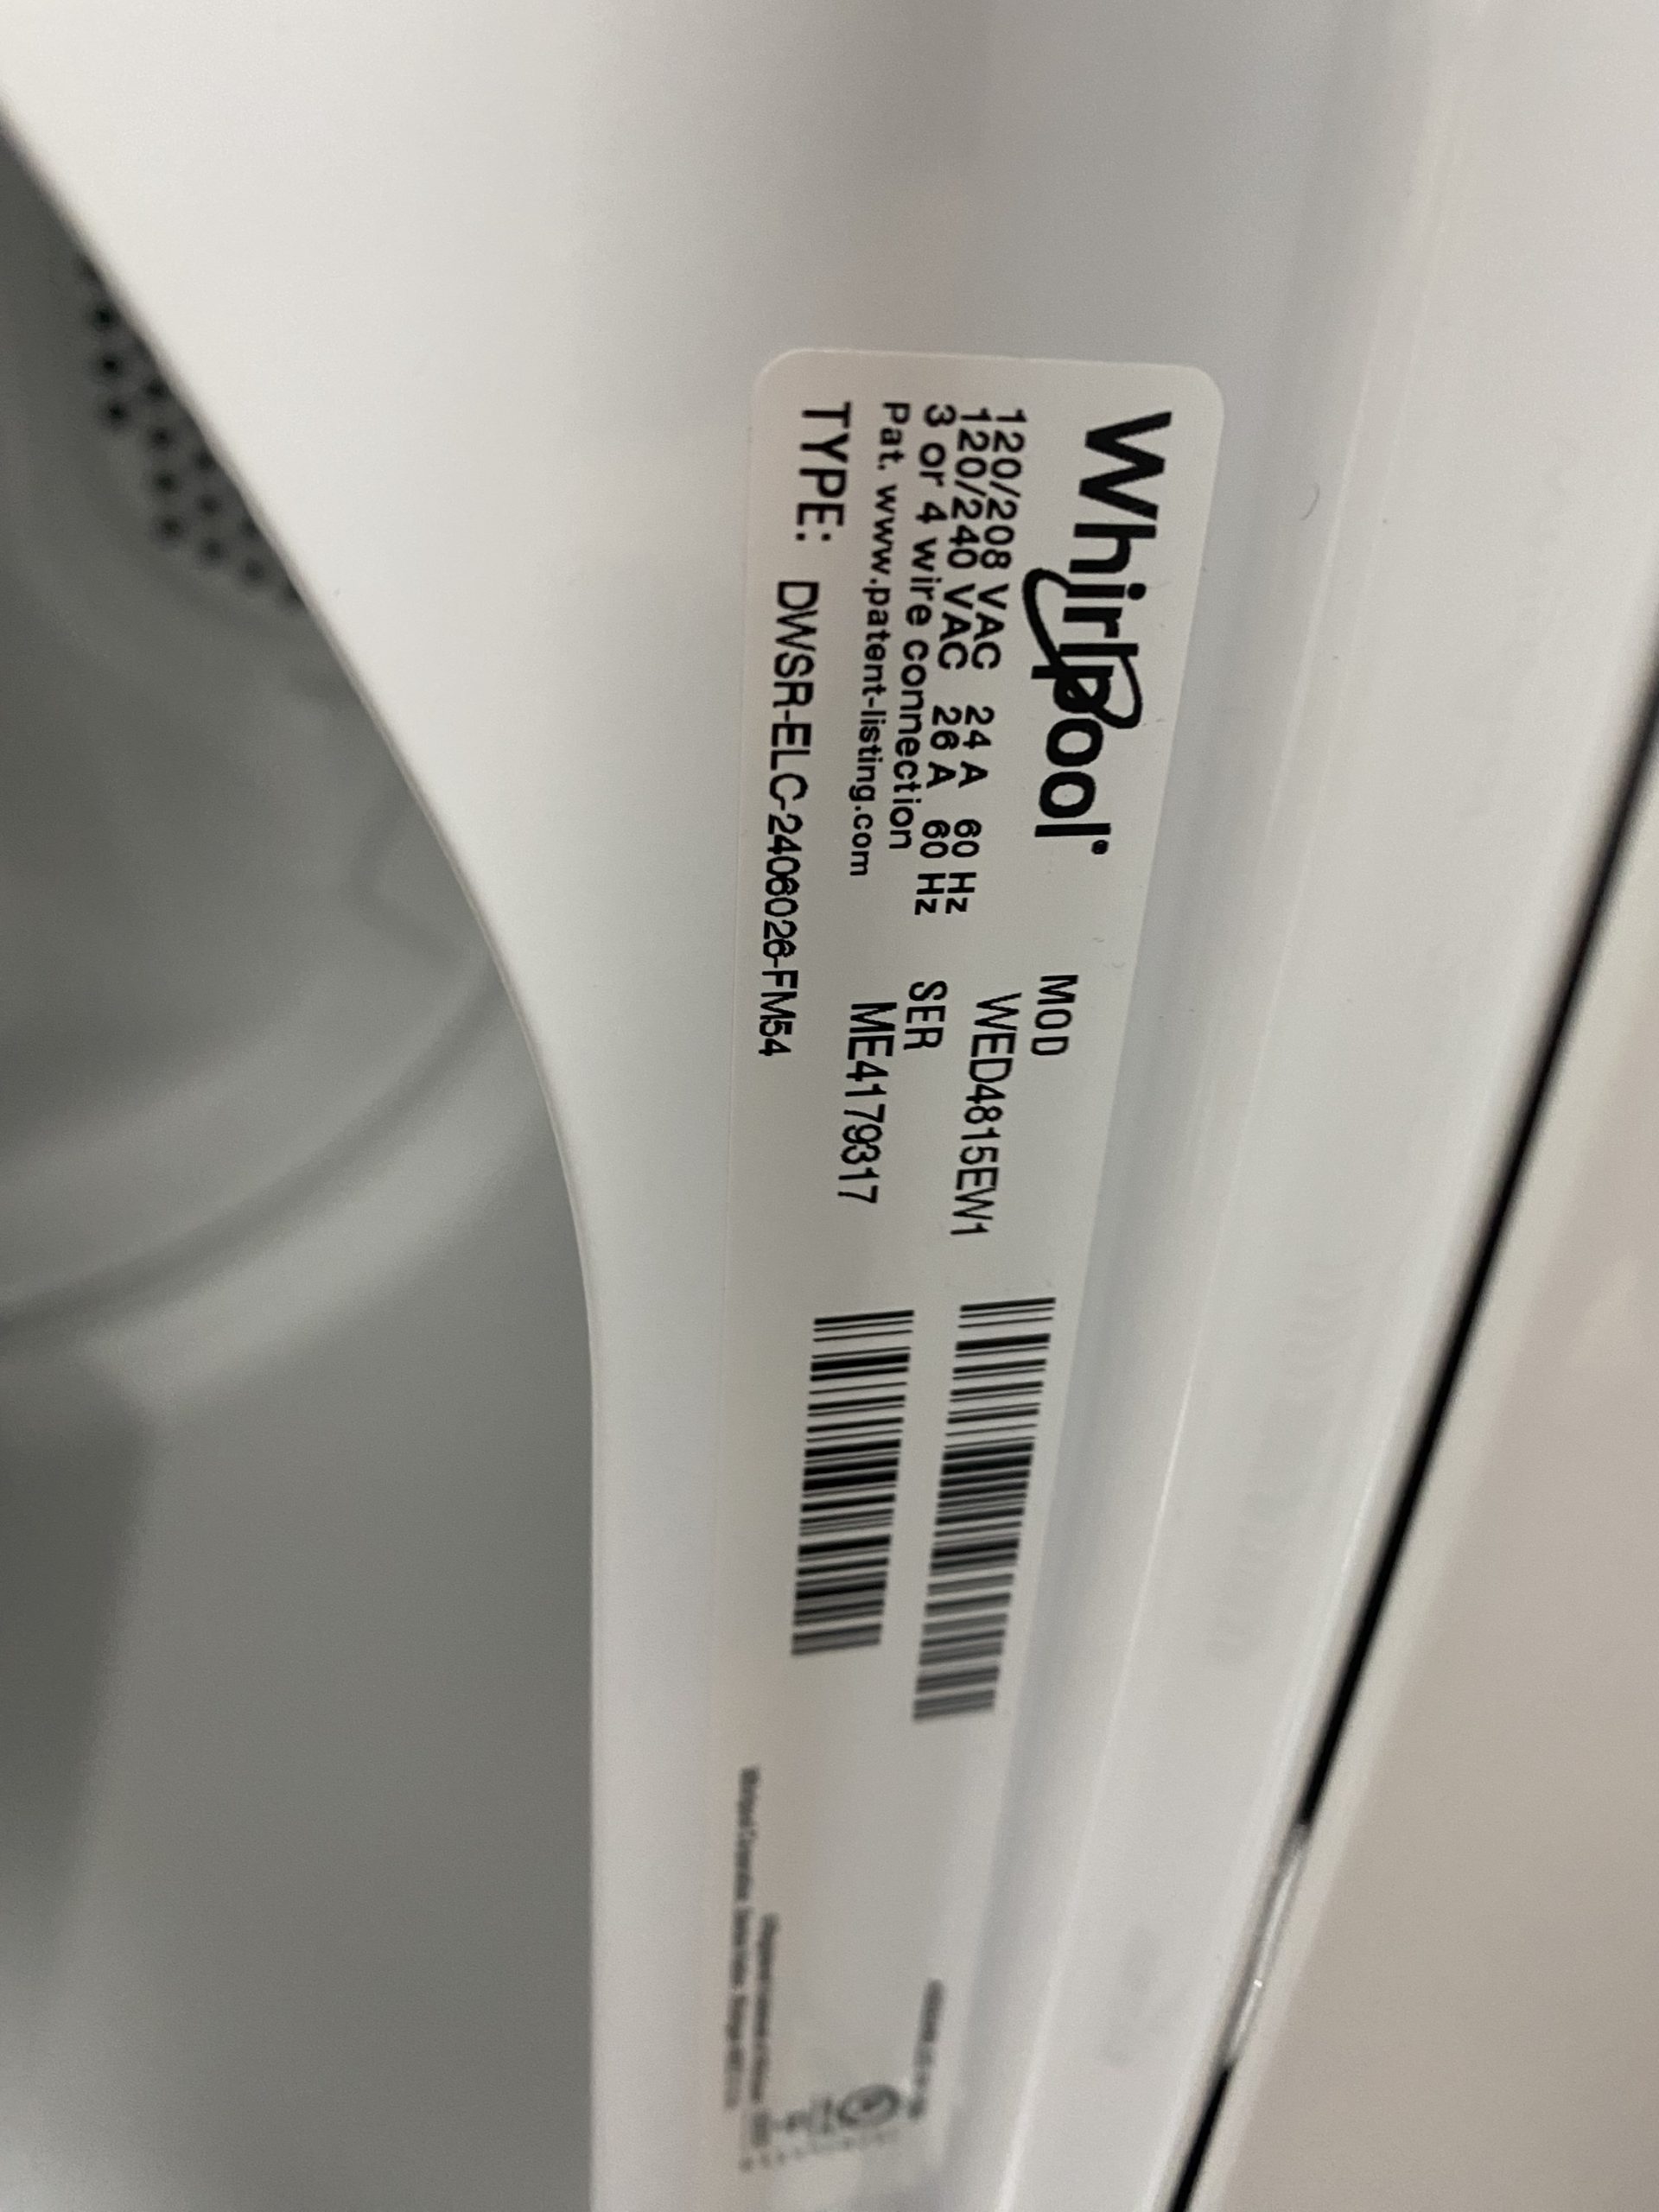 Whirlpool
120/208 VAC 24 A 60 Hz
120/240 VAC 26 A 60 Hz
3 or 4 wire connection
Pat. www.patent-listing.com
TYPE: DWSR-ELC-2406026-FM54
MOD
WED4815EW1
SER
ME4179317